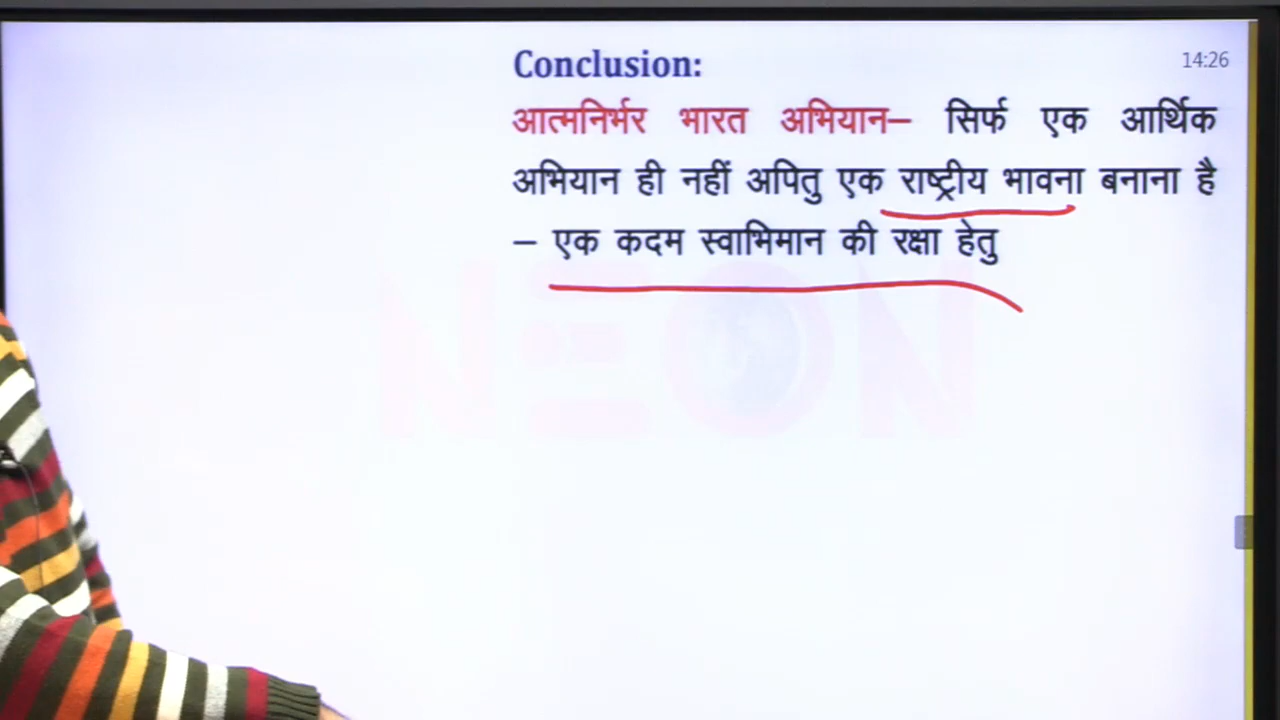 Conclusion:
14:26
आत्मनिर्भर भारत अभियान– सिर्फ एक आर्थिक
अभियान ही नहीं अपितु एक राष्ट्रीय भावना बनाना है
– एक कदम स्वाभिमान की रक्षा हेतु
NEON